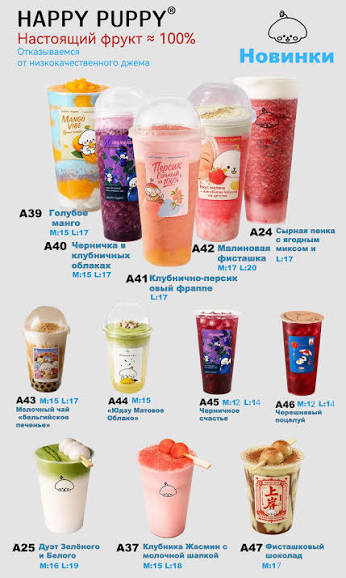 HAPPY PUPPY®
Настоящий фрукт ≈ 100%
Отказываемся
от низкокачественного джема
Новинки
MANGO
VIBE
Персик
A39 Голубое
манго
M:15 L:17
A40 Черничка в
клубничных
облаках
M:15 L:17
A41 Клубнично-персик
овый фраппе
L:17
A42 Малиновая
фисташка
M:17 L:20
A24 Сырная пенка
с ягодным
миксом и
L:17
A43 M:15 L:17
Молочный чай
«бельгийское
печенье»
A44 M:15
«Юдау Матовое
Облако»
A45 M:12 L:14
Черничное
счастье
A46 M:12 L:14
Черешневый
поцелуй
上岸
A25 Дуэт Зелёного
и Белого
M:16 L:19
A37 Клубника Жасмин с
молочной шапкой
M:15 L:18
A47 Фисташковый
шоколад
M:17